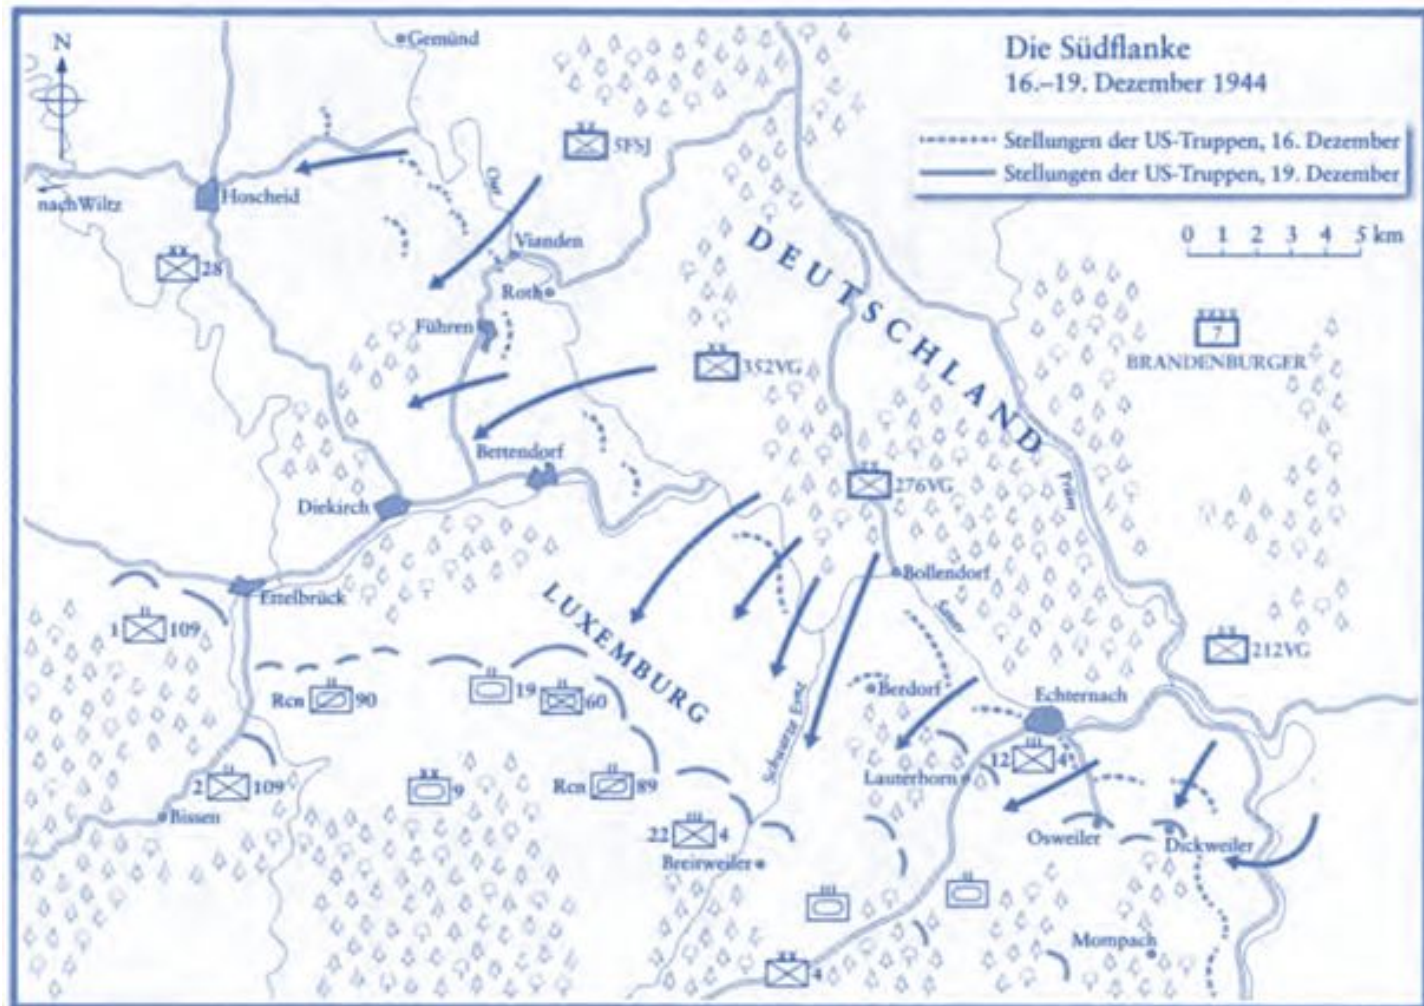 Die Südflanke
16.–19. Dezember 1944
Stellungen der US-Truppen, 16. Dezember
Stellungen der US-Truppen, 19. Dezember
0 1 2 3 4 5 km
N
Gemünd
5FSJ
nach Wiltz
Hoscheid
Our
Vianden
28
Roth
Führen
352VG
DEUTSCHLAND
7
BRANDENBURGER
Bettendorf
Diekirch
276VG
Prüm
Ettelbrück
Bollendorf
LUXEMBURG
Sauer
1 109
212VG
Rcn 90
19
60
Berdorf
Echternach
Schwarze Ernz
12 4
2 109
9
Rcn 89
Lauterborn
Bissen
22 4
Osweiler
Dickweiler
Breitweiler
Mompach
4